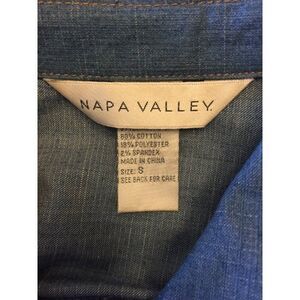 NAPA VALLEY
80% COTTON
18% POLYESTER
2% SPANDEX
MADE IN CHINA
SIZE: S
SEE BACK FOR CARE